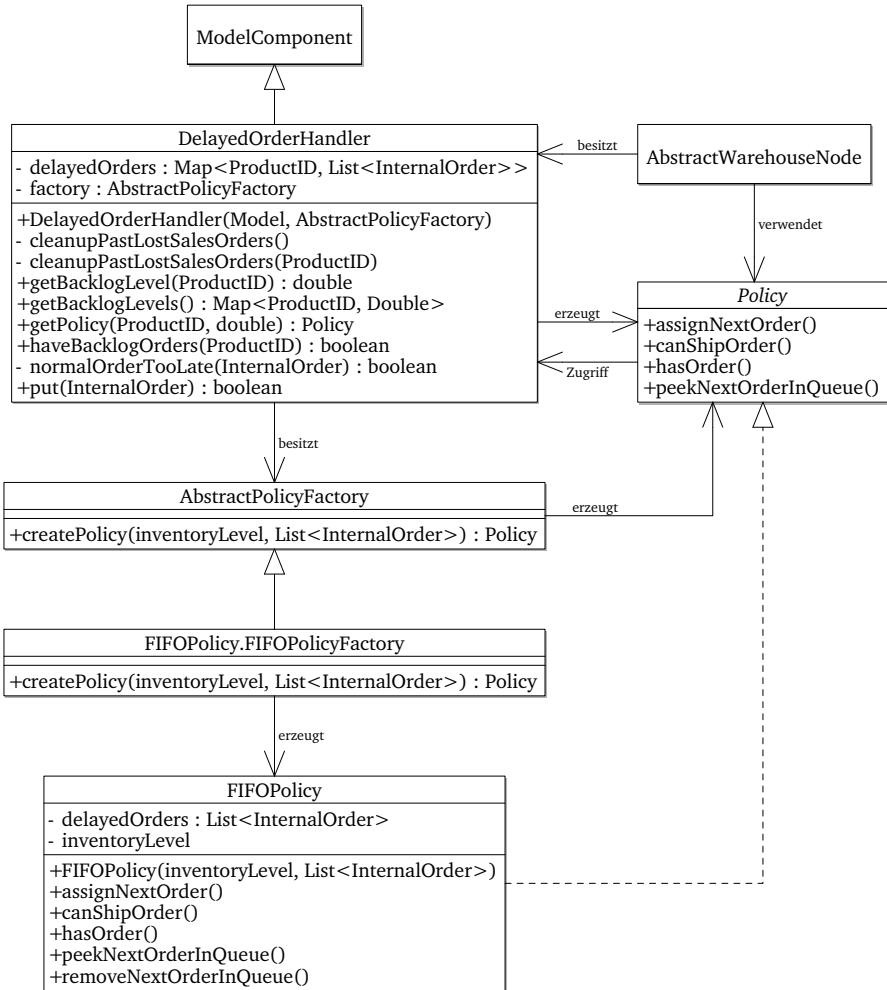 ModelComponent
DelayedOrderHandler
- delayedOrders : Map<ProductID, List<InternalOrder>>
- factory : AbstractPolicyFactory
+DelayedOrderHandler(Model, AbstractPolicyFactory)
- cleanupPastLostSalesOrders()
- cleanupPastLostSalesOrders(ProductID)
+getBacklogLevel(ProductID) : double
+getBacklogLevels() : Map<ProductID, Double>
+getPolicy(ProductID, double) : Policy
+haveBacklogOrders(ProductID) : boolean
- normalOrderTooLate(InternalOrder) : boolean
+put(InternalOrder) : boolean
besitzt
AbstractWarehouseNode
verwendet
Policy
+assignNextOrder()
+canShipOrder()
+hasOrder()
+peekNextOrderInQueue()
erzeugt
Zugriff
besitzt
AbstractPolicyFactory
+createPolicy(inventoryLevel, List<InternalOrder>) : Policy
erzeugt
FIFOPolicy.FIFOPolicyFactory
+createPolicy(inventoryLevel, List<InternalOrder>) : Policy
erzeugt
FIFOPolicy
- delayedOrders : List<InternalOrder>
- inventoryLevel
+FIFOPolicy(inventoryLevel, List<InternalOrder>)
+assignNextOrder()
+canShipOrder()
+hasOrder()
+peekNextOrderInQueue()
+removeNextOrderInQueue()